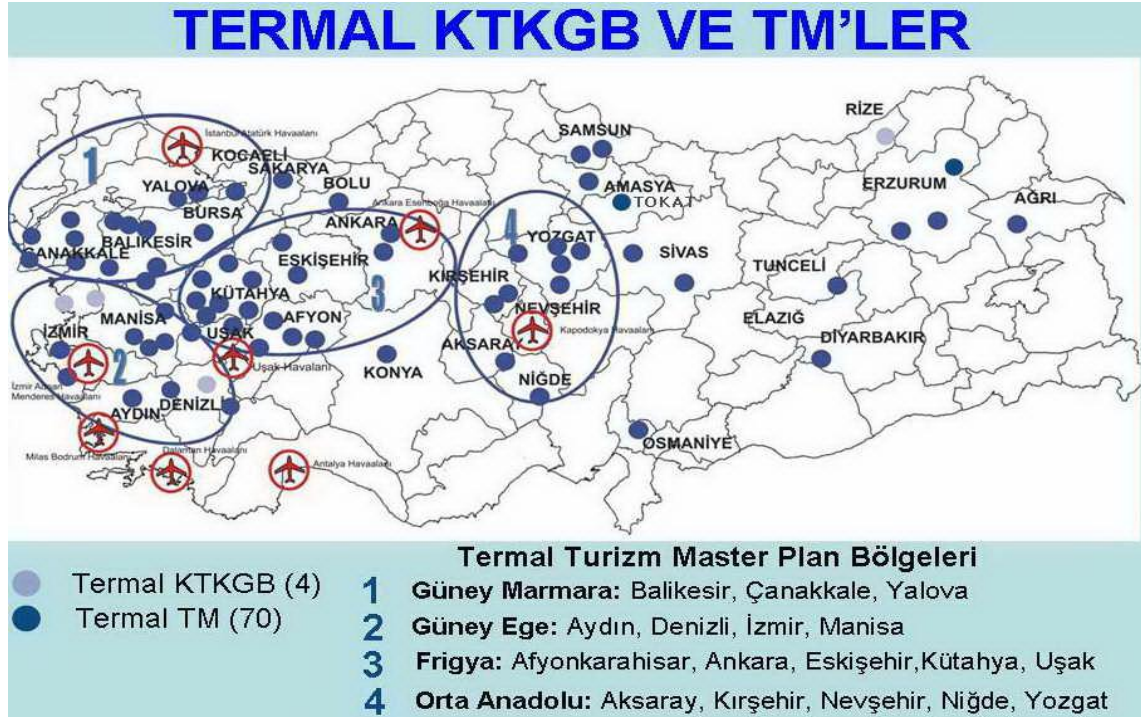 TERMAL KTKGB VE TM'LER
İstanbul Atatürk Havaalanı
1
KOCAELİ
SAKARYA
YALOVA
BOLU
BURSA
ÇANAKKALE
BALIKESİR
SAMSUN
RİZE
AMASYA
TOKAT
ERZURUM
AĞRI
Ankara Esenboğa Havaalanı
ANKARA
4
YOZGAT
ESKİŞEHİR
SİVAS
TUNCELİ
KIRŞEHİR
3
KÜTAHYA
NEVŞEHİR
ELAZIĞ
MANİSA
AFYON
İZMİR
UŞAK
Kapodokya Havaalanı
DİYARBAKIR
AKSARAY
2
Uşak Havalanı
KONYA
NİĞDE
İzmir Adnan
Menderes Havaalanı
AYDIN
DENİZLİ
OSMANİYE
Milas Bodrum Havaalanı
Dalaman Havaalanı
Antalya Havaalanı
Termal Turizm Master Plan Bölgeleri
Termal KTKGB (4)
Termal TM (70)
1 Güney Marmara: Balikesir, Çanakkale, Yalova
2 Güney Ege: Aydın, Denizli, İzmir, Manisa
3 Frigya: Afyonkarahisar, Ankara, Eskişehir,Kütahya, Uşak
4 Orta Anadolu: Aksaray, Kırşehir, Nevşehir, Niğde, Yozgat